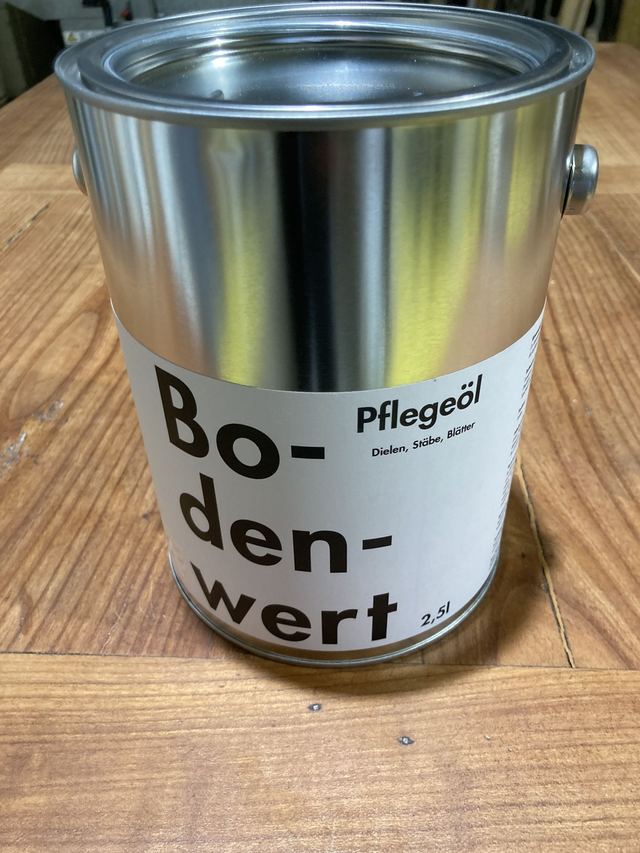 Bo-
den-
wert
Pflegeöl
Dielen, Stäbe, Blätter
2,5l